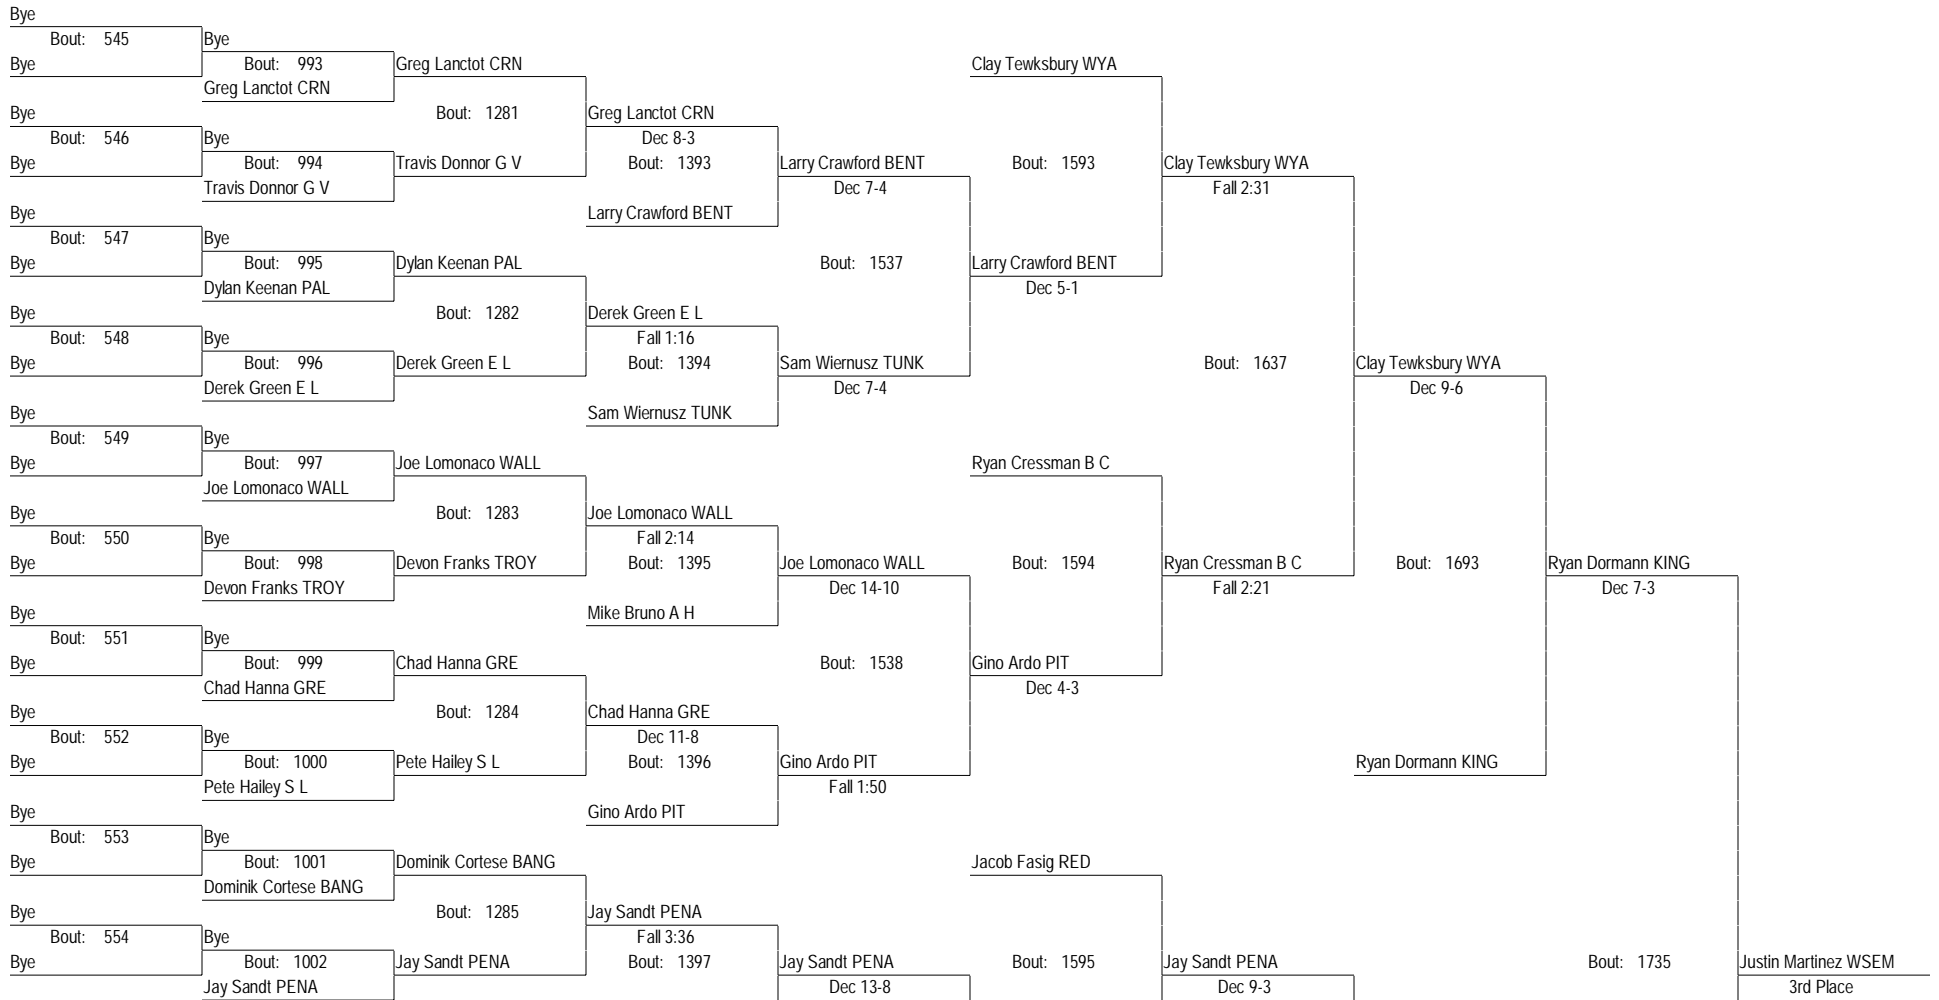 Bye
Bout: 545 Bye
Bye Bout: 993 Greg Lanctot CRN Clay Tewksbury WYA
Greg Lanctot CRN
Bye Bout: 1281 Greg Lanctot CRN
Bout: 546 Bye Dec 8-3
Bye Bout: 994 Travis Donnor G V Bout: 1393 Larry Crawford BENT Bout: 1593 Clay Tewksbury WYA
Travis Donnor G V Dec 7-4 Fall 2:31
Bye Larry Crawford BENT
Bout: 547 Bye
Bye Bout: 995 Dylan Keenan PAL Bout: 1537 Larry Crawford BENT
Dylan Keenan PAL Dec 5-1
Bye Bout: 1282 Derek Green E L
Bout: 548 Bye Fall 1:16
Bye Bout: 996 Derek Green E L Bout: 1394 Sam Wiernusz TUNK Bout: 1637 Clay Tewksbury WYA
Derek Green E L Dec 7-4 Dec 9-6
Bye Sam Wiernusz TUNK
Bout: 549 Bye
Bye Bout: 997 Joe Lomonaco WALL Ryan Cressman B C
Joe Lomonaco WALL
Bye Bout: 1283 Joe Lomonaco WALL
Bout: 550 Bye Fall 2:14
Bye Bout: 998 Devon Franks TROY Bout: 1395 Joe Lomonaco WALL Bout: 1594 Ryan Cressman B C Bout: 1693 Ryan Dormann KING
Devon Franks TROY Dec 14-10 Fall 2:21 Dec 7-3
Bye Mike Bruno A H
Bout: 551 Bye
Bye Bout: 999 Chad Hanna GRE Bout: 1538 Gino Ardo PIT
Chad Hanna GRE Dec 4-3
Bye Bout: 1284 Chad Hanna GRE
Bout: 552 Bye Dec 11-8
Bye Bout: 1000 Pete Hailey S L Bout: 1396 Gino Ardo PIT Ryan Dormann KING
Pete Hailey S L Fall 1:50
Bye Gino Ardo PIT
Bout: 553 Bye
Bye Bout: 1001 Dominik Cortese BANG Jacob Fasig RED
Dominik Cortese BANG
Bye Bout: 1285 Jay Sandt PENA
Bout: 554 Bye Fall 3:36
Bye Bout: 1002 Jay Sandt PENA Bout: 1397 Jay Sandt PENA Bout: 1595 Jay Sandt PENA Bout: 1735 Justin Martinez WSEM
Jay Sandt PENA Dec 13-8 Dec 9-3 3rd Place